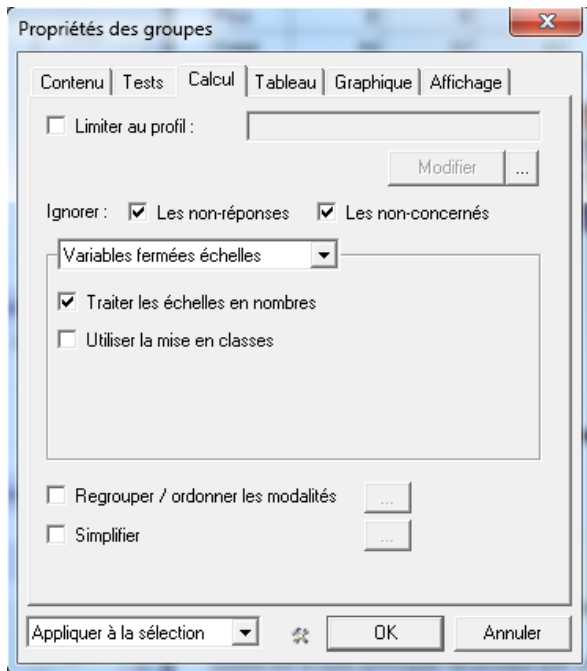 Propriétés des groupes
Contenu Tests Calcul Tableau Graphique Affichage
Limiter au profil :
Modifier ...
Ignorer : Les non-réponses Les non-concernés
Variables fermées échelles
Traiter les échelles en nombres
Utiliser la mise en classes
Regrouper / ordonner les modalités ...
Simplifier ...
Appliquer à la sélection OK Annuler